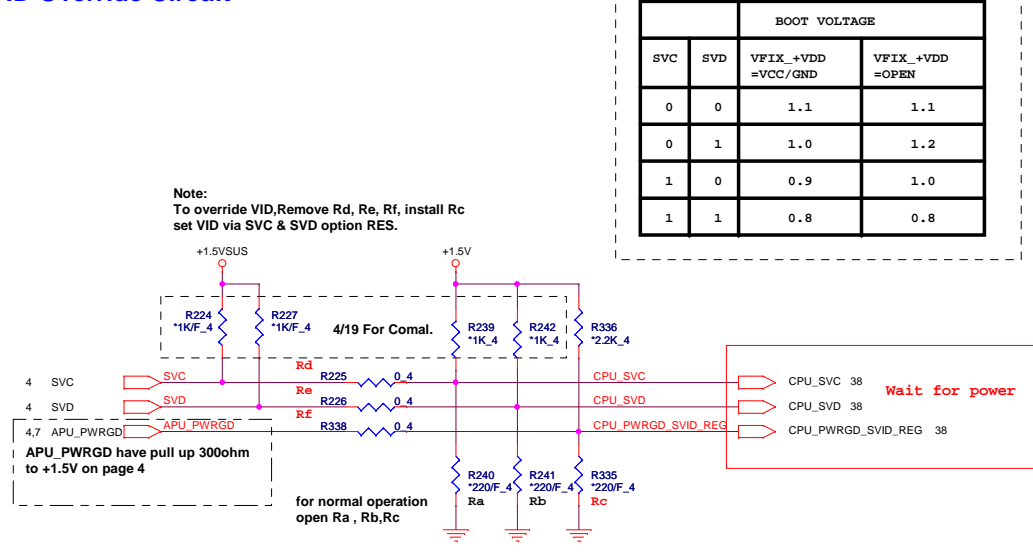 BOOT VOLTAGE
SVC SVD VFIX_+VDD =VCC/GND VFIX_+VDD =OPEN
0 0 1.1 1.1
0 1 1.0 1.2
1 0 0.9 1.0
1 1 0.8 0.8
Note:
To override VID,Remove Rd, Re, Rf, install Rc
set VID via SVC & SVD option RES.
+1.5VSUS
+1.5V
R224
*1K/F_4
R227
*1K/F_4
4/19 For Comal.
R239
*1K_4
R242
*1K_4
R336
*2.2K_4
Rd
4 SVC SVC R225 0_4 CPU_SVC CPU_SVC 38
Re
4 SVD SVD R226 0_4 CPU_SVD CPU_SVD 38
Rf
4,7 APU_PWRGD APU_PWRGD R338 0_4 CPU_PWRGD_SVID_REG CPU_PWRGD_SVID_REG 38
Wait for power
APU_PWRGD have pull up 300ohm
to +1.5V on page 4
R240
*220/F_4
Ra
R241
*220/F_4
Rb
R335
*220/F_4
Rc
for normal operation
open Ra , Rb,Rc